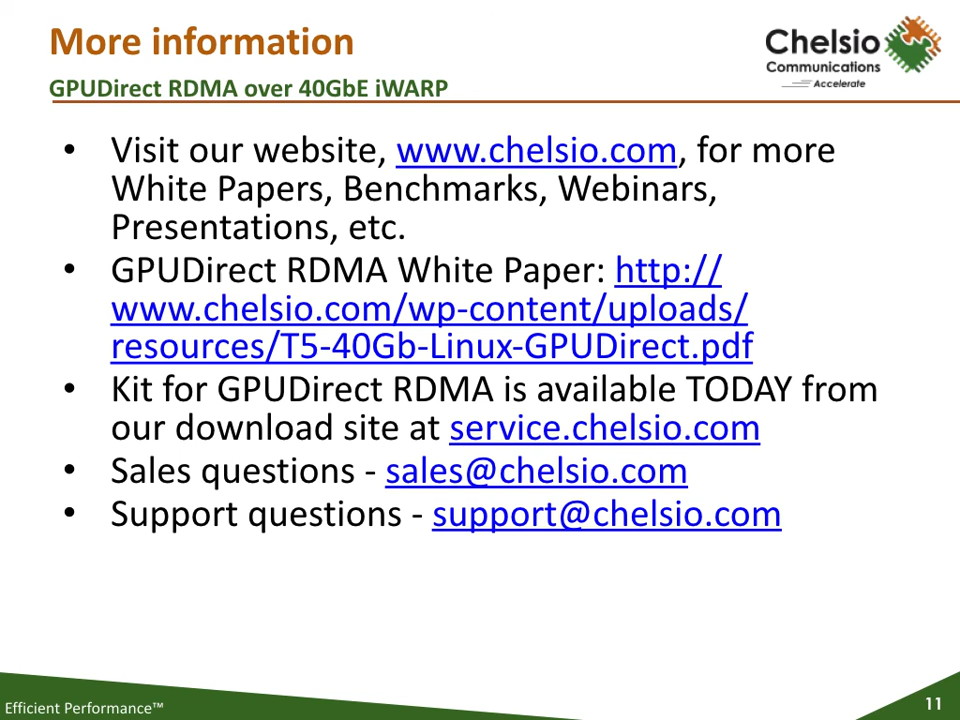 More information
GPUDirect RDMA over 40GbE iWARP
Chelsio
Communications
Accelerate
• Visit our website, www.chelsio.com, for more
White Papers, Benchmarks, Webinars,
Presentations, etc.
• GPUDirect RDMA White Paper: http://
www.chelsio.com/wp-content/uploads/
resources/T5-40Gb-Linux-GPUDirect.pdf
• Kit for GPUDirect RDMA is available TODAY from
our download site at service.chelsio.com
• Sales questions - sales@chelsio.com
• Support questions - support@chelsio.com
Efficient Performance™
11